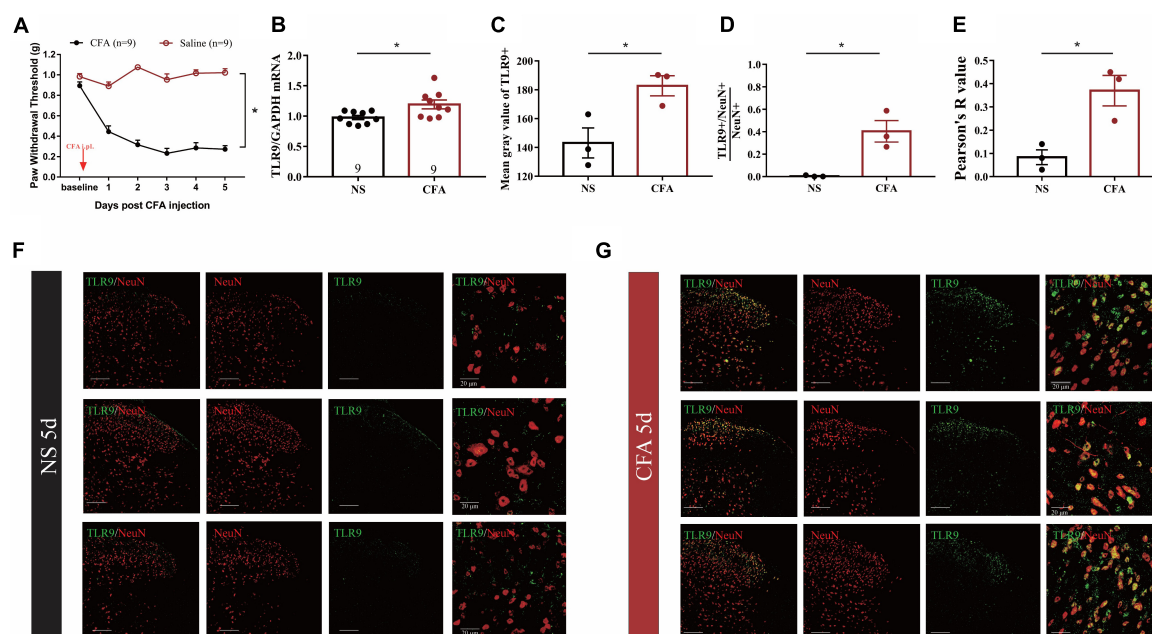 A
CFA (n=9)
Saline (n=9)
Paw Withdrawal Threshold (g)
1.2
1.0
0.8
0.6
0.4
0.2
0.0
*
CFA i.pl.
baseline 1 2 3 4 5
Days post CFA injection
B
TLR9/GAPDH mRNA
2.0
1.5
1.0
0.5
0.0
*
9 9
NS CFA
C
Mean gray value of TLR9+
200
180
160
140
120
*
NS CFA
D
TLR9+/NeuN+
NeuN+
1.0
0.8
0.6
0.4
0.2
0.0
*
NS CFA
E
Pearson's R value
0.5
0.4
0.3
0.2
0.1
0.0
*
NS CFA
F
NS 5d
TLR9/NeuN NeuN TLR9 TLR9/NeuN
20 μm
TLR9/NeuN NeuN TLR9 TLR9/NeuN
20 μm
TLR9/NeuN NeuN TLR9 TLR9/NeuN
20 μm
G
CFA 5d
TLR9/NeuN NeuN TLR9 TLR9/NeuN
20 μm
TLR9/NeuN NeuN TLR9 TLR9/NeuN
20 μm
TLR9/NeuN NeuN TLR9 TLR9/NeuN
20 μm